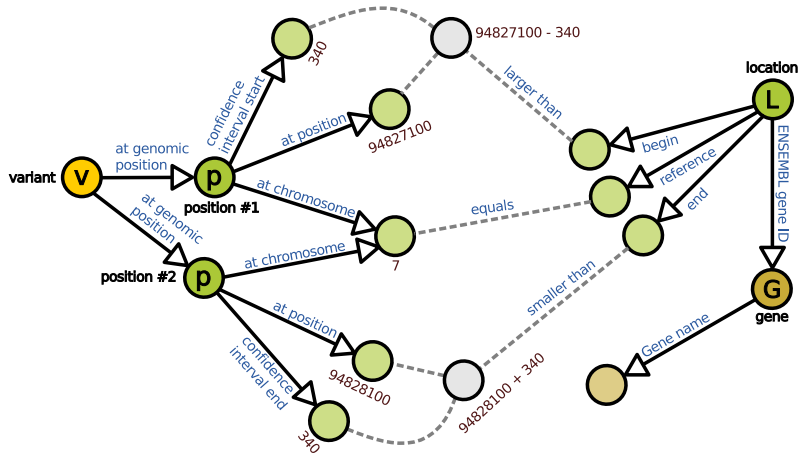 94827100 - 340
340
confidence
interval start
larger than
location
L
at position
94827100
begin
ENSEMBL gene ID
at genomic
position
reference
variant
v
p
position #1
at chromosome
end
equals
at genomic
position
7
at chromosome
position #2
p
smaller than
G
gene
at position
Gene name
confidence
interval end
94828100
94828100 + 340
340